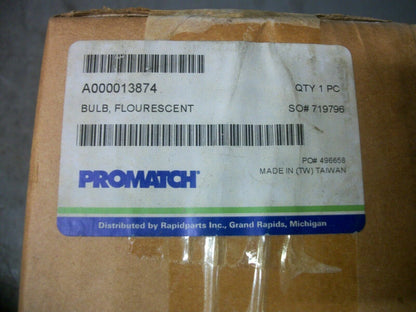 A000013874 QTY 1 PC
BULB, FLOURESCENT SO# 719796
PO# 496658
MADE IN (TW) TAIWAN
PROMATCH
Distributed by Rapidparts Inc., Grand Rapids, Michigan